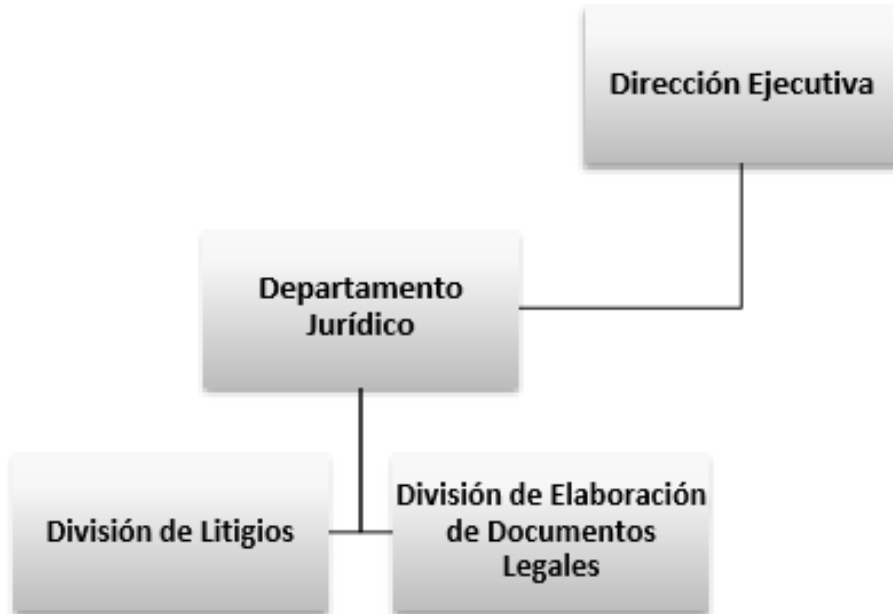 Dirección Ejecutiva
Departamento
Jurídico
División de Litigios
División de Elaboración
de Documentos
Legales